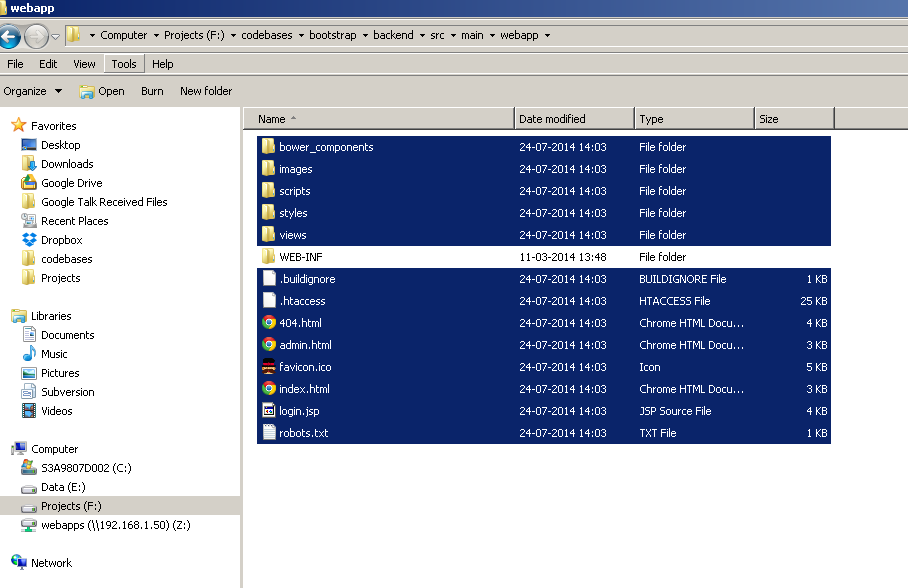 webapp
Computer Projects (F:) codebases bootstrap backend src main webapp
File Edit View Tools Help
Organize Open Burn New folder
Favorites
Desktop
Downloads
Google Drive
Google Talk Received Files
Recent Places
Dropbox
codebases
Projects
Libraries
Documents
Music
Pictures
Subversion
Videos
Computer
S3A9807D002 (C:)
Data (E:)
Projects (F:)
webapps (\\192.168.1.50) (Z:)
Network
Name Date modified Type Size
bower_components 24-07-2014 14:03 File folder
images 24-07-2014 14:03 File folder
scripts 24-07-2014 14:03 File folder
styles 24-07-2014 14:03 File folder
views 24-07-2014 14:03 File folder
WEB-INF 11-03-2014 13:48 File folder
.buildignore 24-07-2014 14:03 BUILDIGNORE File 1 KB
.htaccess 24-07-2014 14:03 HTACCESS File 25 KB
404.html 24-07-2014 14:03 Chrome HTML Docu... 4 KB
admin.html 24-07-2014 14:03 Chrome HTML Docu... 3 KB
favicon.ico 24-07-2014 14:03 Icon 5 KB
index.html 24-07-2014 14:03 Chrome HTML Docu... 3 KB
login.jsp 24-07-2014 14:03 JSP Source File 4 KB
robots.txt 24-07-2014 14:03 TXT File 1 KB